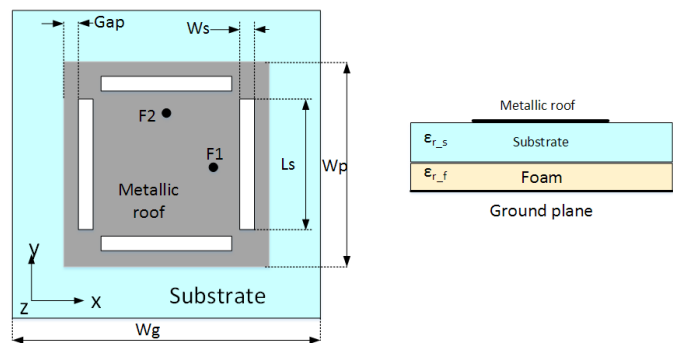 Gap
Ws
F2
F1
Ls
Wp
Metallic
roof
y
z
x
Substrate
Wg
Metallic roof
εr_s
Substrate
εr_f
Foam
Ground plane